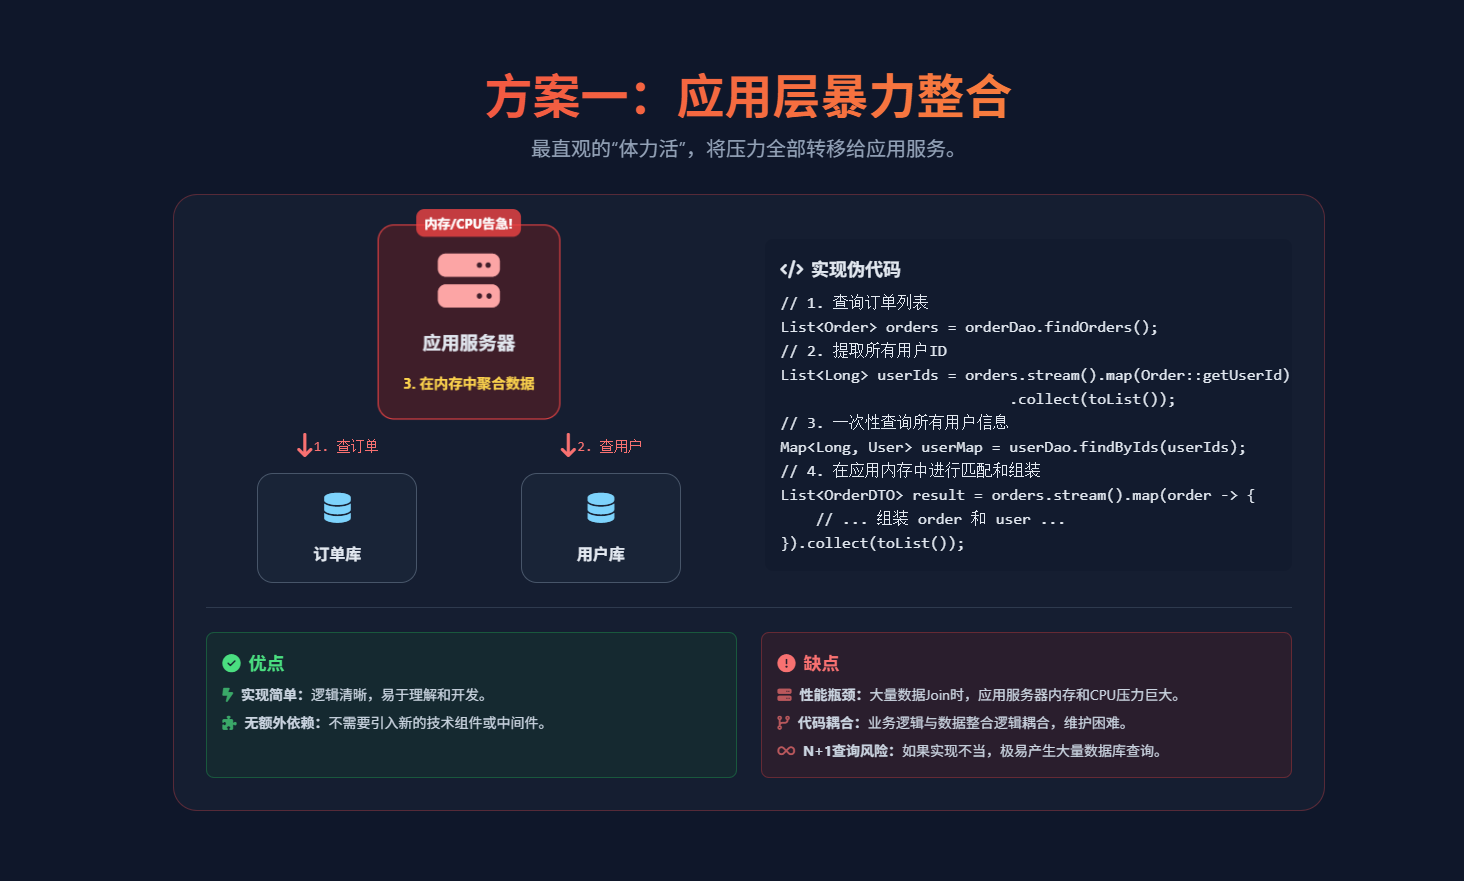 方案一：应用层暴力整合
最直观的“体力活”，将压力全部转移给应用服务。
内存/CPU告急!
应用服务器
3. 在内存中聚合数据
1. 查订单
2. 查用户
订单库
用户库
实现伪代码
// 1. 查询订单列表
List<Order> orders = orderDao.findOrders();
// 2. 提取所有用户ID
List<Long> userIds = orders.stream().map(Order::getUserId)
                          .collect(toList());
// 3. 一次性查询所有用户信息
Map<Long, User> userMap = userDao.findByIds(userIds);
// 4. 在应用内存中进行匹配和组装
List<OrderDTO> result = orders.stream().map(order -> {
    // ... 组装 order 和 user ...
}).collect(toList());
优点
实现简单：逻辑清晰，易于理解和开发。
无额外依赖：不需要引入新的技术组件或中间件。
缺点
性能瓶颈：大量数据Join时，应用服务器内存和CPU压力巨大。
代码耦合：业务逻辑与数据整合逻辑耦合，维护困难。
N+1查询风险：如果实现不当，极易产生大量数据库查询。